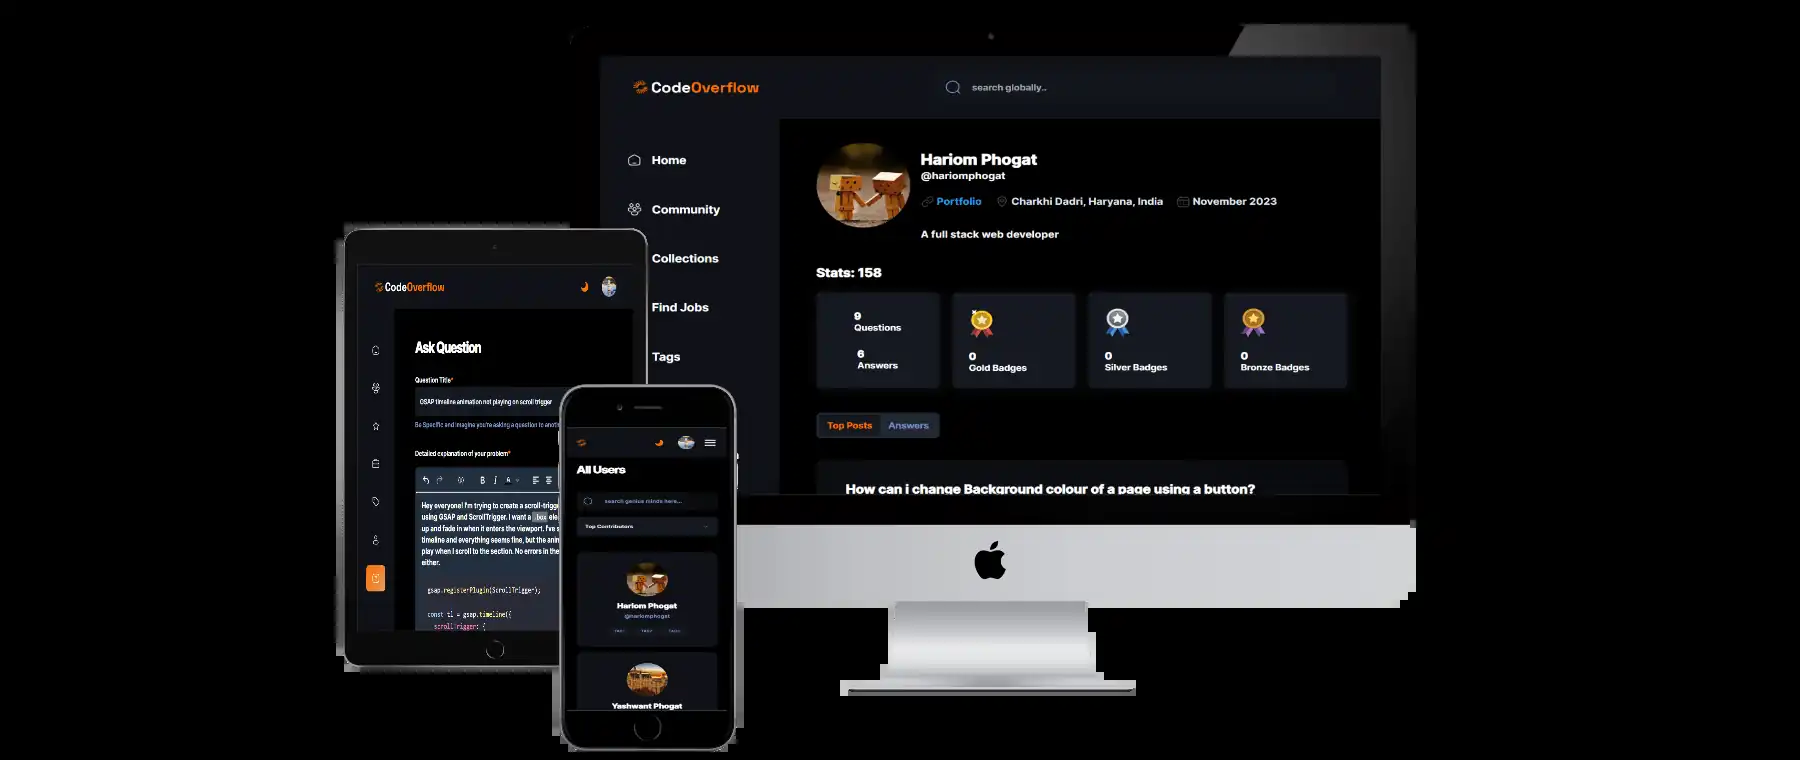 CodeOverflow
search globally..
Home
Community
Collections
Find Jobs
Tags
Hariom Phogat
@hariomphogat
Portfolio Charkhi Dadri, Haryana, India November 2023
A full stack web developer
Stats: 158
9
Questions
6
Answers
0
Gold Badges
0
Silver Badges
0
Bronze Badges
Top Posts Answers
How can i change Background colour of a page using a button?
CodeOverflow
Ask Question
Question Title*
GSAP timeline animation not playing on scroll trigger
Be Specific and imagine you're asking a question to
Detailed explanation of your problem*
B I A
Hey everyone! I'm trying to create a
using GSAP and ScrollTrigger. I want a .box
up and fade in when it enters the viewport. I've
timeline and everything seems fine, but the
play when I scroll to the section. No errors in the
either.
gsap.registerPlugin(ScrollTrigger);
const tl = gsap.timeline({
scrollTrigger: {
All Users
search genius minds here...
Top Contributors
Hariom Phogat
@hariomphogat
Yashwant Phogat